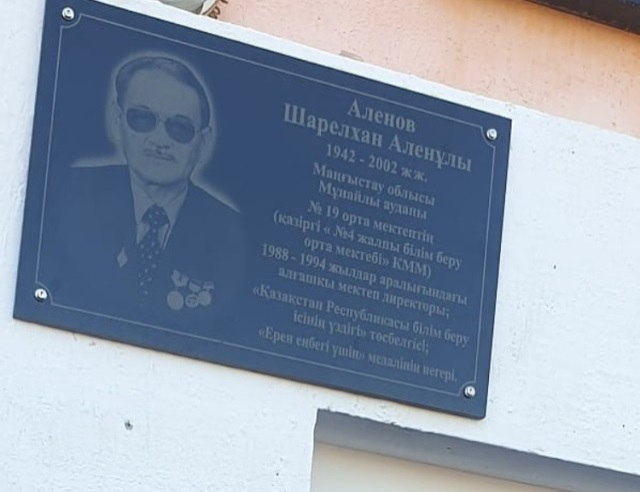 Аленов
Шарелхан Аленұлы
1942 - 2002 ж.ж.
Маңғыстау облысы
Мұнайлы ауданы
№ 19 орта мектептің
(қазіргі « №4 жалпы білім беру
орта мектебі» КММ)
1988 - 1994 жылдар аралығындағы
алғашқы мектеп директоры;
«Қазақстан Республикасы білім беру
ісінің үздігі» төсбелгісі;
«Ерен еңбегі үшін» медалінің иегері.